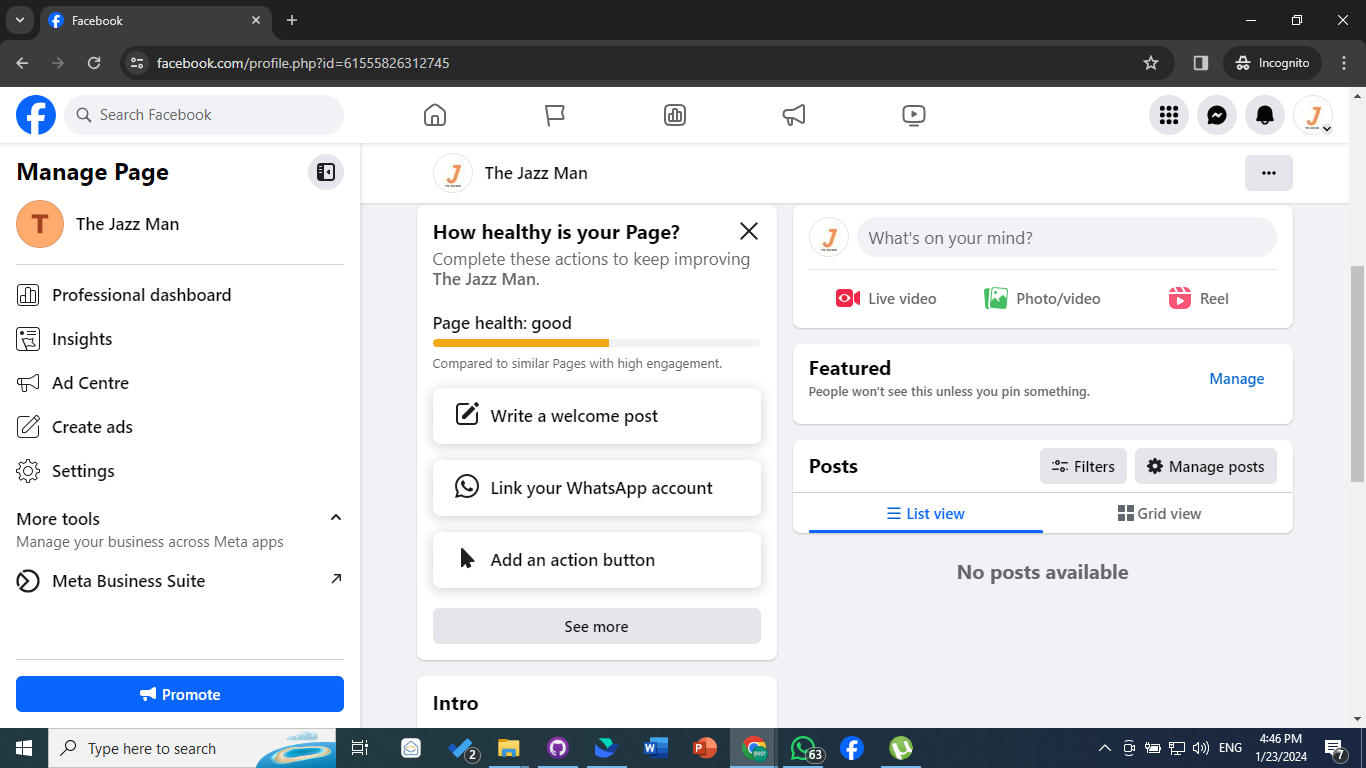 Facebook
facebook.com/profile.php?id=61555826312745
Incognito
Search Facebook
Manage Page
T
The Jazz Man
Professional dashboard
Insights
Ad Centre
Create ads
Settings
More tools
Manage your business across Meta apps
Meta Business Suite
Promote
J
The Jazz Man
How healthy is your Page?
Complete these actions to keep improving
The Jazz Man.
Page health: good
Compared to similar Pages with high engagement.
Write a welcome post
Link your WhatsApp account
Add an action button
See more
Intro
What's on your mind?
Live video
Photo/video
Reel
Featured
People won't see this unless you pin something.
Manage
Posts
Filters
Manage posts
List view
Grid view
No posts available
Type here to search
2
63
ENG
4:46 PM
1/23/2024
7